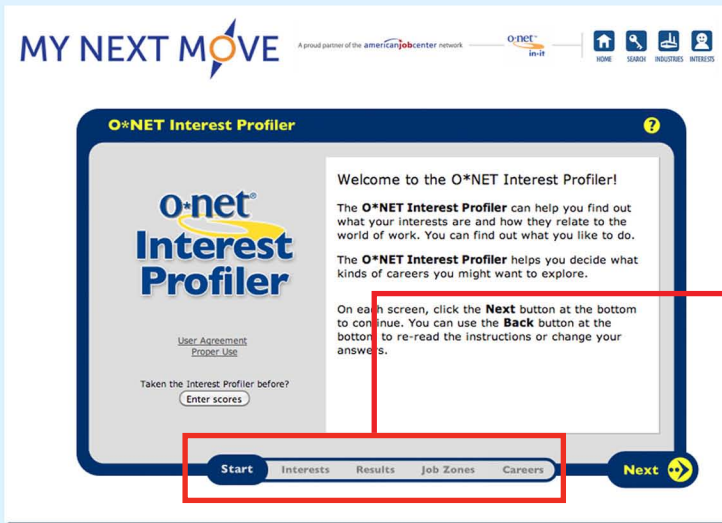 MY NEXT MOVE
A proud partner of the americanjobcenter network
o·net®
in-it
HOME SEARCH INDUSTRIES INTERESTS
O*NET Interest Profiler ?
o*net®
Interest
Profiler
User Agreement
Proper Use
Taken the Interest Profiler before?
Enter scores
Welcome to the O*NET Interest Profiler!
The O*NET Interest Profiler can help you find out
what your interests are and how they relate to the
world of work. You can find out what you like to do.
The O*NET Interest Profiler helps you decide what
kinds of careers you might want to explore.
On each screen, click the Next button at the bottom
to continue. You can use the Back button at the
bottom to re-read the instructions or change your
answers.
Start Interests Results Job Zones Careers
Next